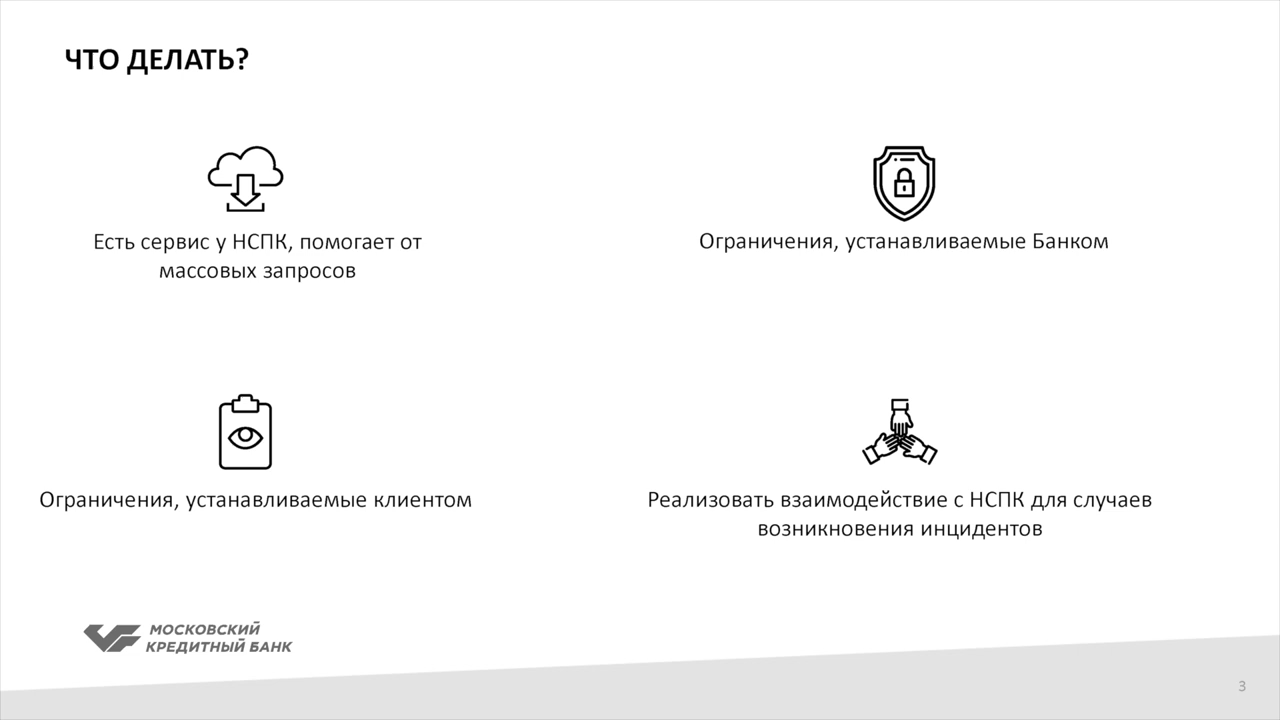 ЧТО ДЕЛАТЬ?
Есть сервис у НСПК, помогает от
массовых запросов
Ограничения, устанавливаемые Банком
Ограничения, устанавливаемые клиентом
Реализовать взаимодействие с НСПК для случаев
возникновения инцидентов
МОСКОВСКИЙ
КРЕДИТНЫЙ БАНК
3